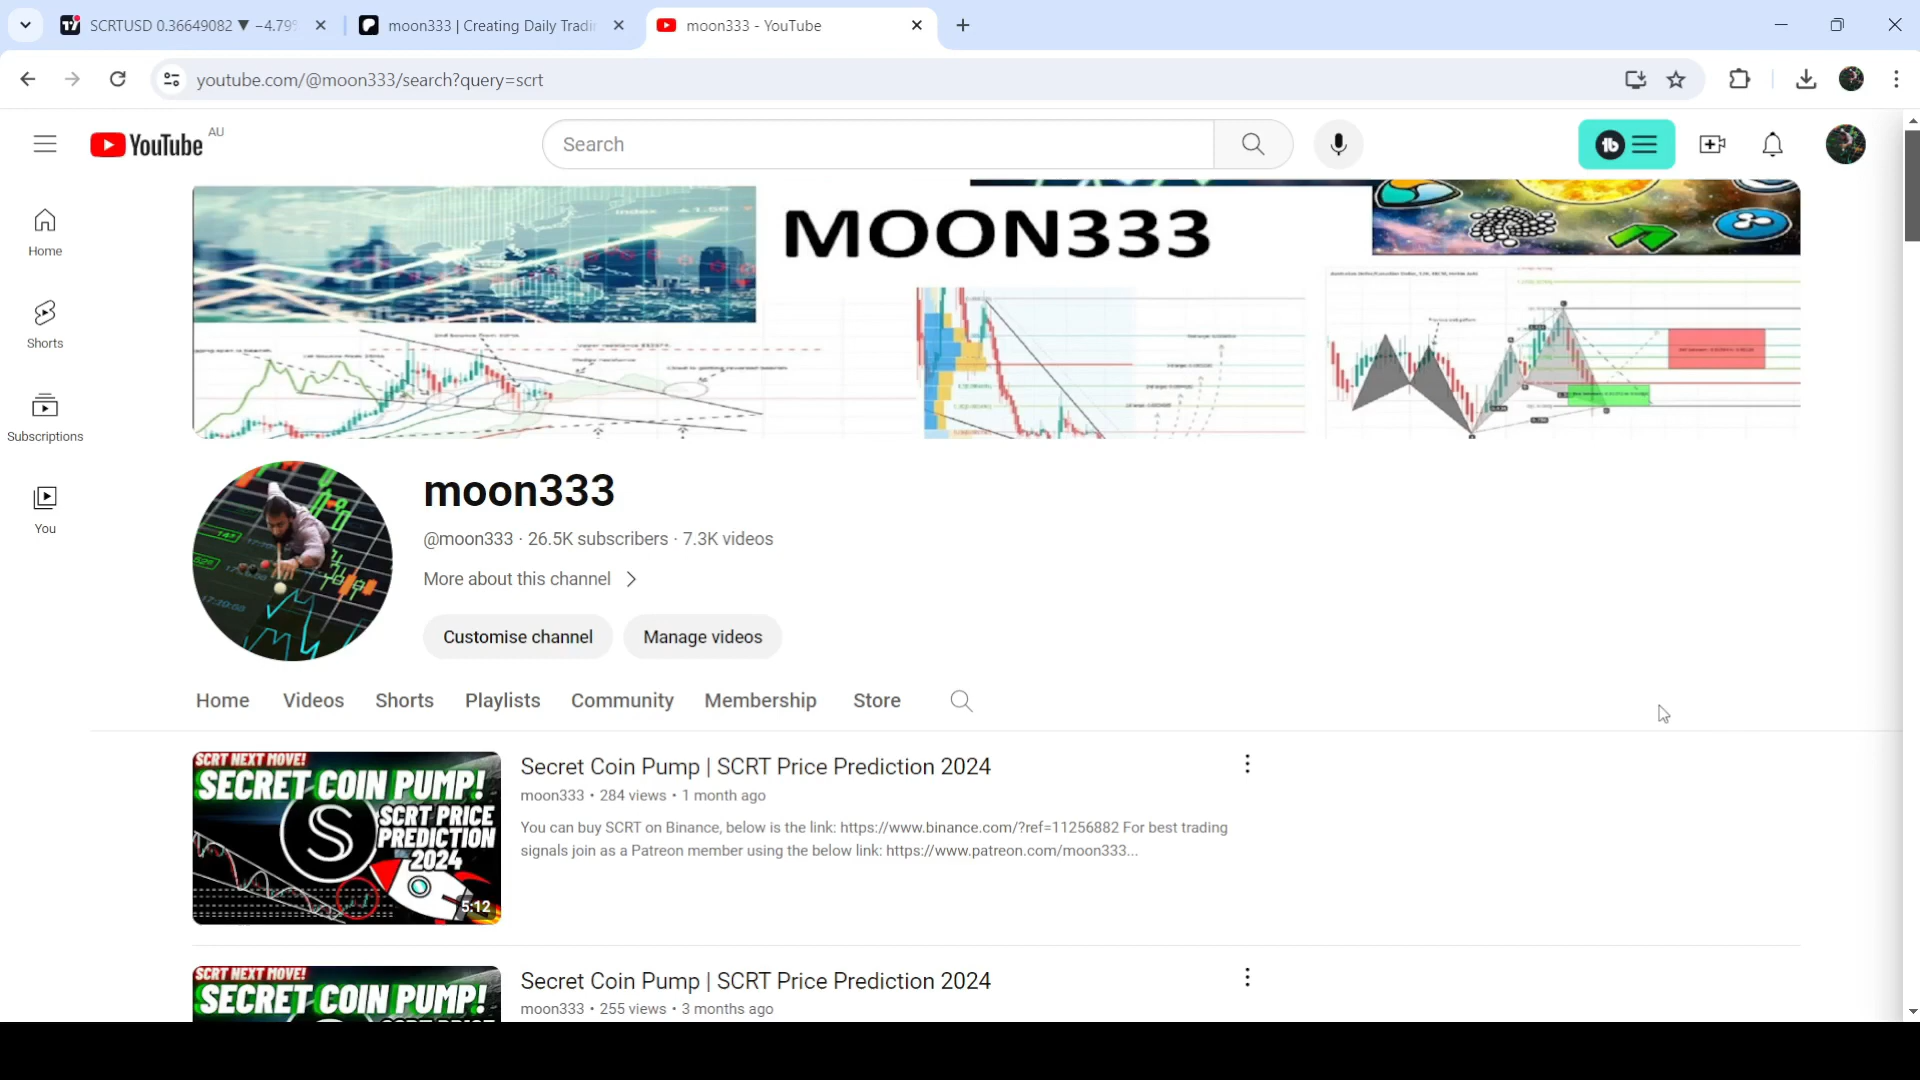 SCRTUSD 0.36649082 ▼ −4.79%
moon333 | Creating Daily Tradi
moon333 - YouTube
youtube.com/@moon333/search?query=scrt
YouTube AU
Search
Home
Shorts
Subscriptions
You
MOON333
moon333
@moon333 · 26.5K subscribers · 7.3K videos
More about this channel
Customise channel
Manage videos
Home Videos Shorts Playlists Community Membership Store
SCRT NEXT MOVE!
SECRET COIN PUMP!
SCRT PRICE
PREDICTION
2024
5:12
Secret Coin Pump | SCRT Price Prediction 2024
moon333 • 284 views • 1 month ago
You can buy SCRT on Binance, below is the link: https://www.binance.com/?ref=11256882 For best trading
signals join as a Patreon member using the below link: https://www.patreon.com/moon333...
SCRT NEXT MOVE!
SECRET COIN PUMP!
Secret Coin Pump | SCRT Price Prediction 2024
moon333 • 255 views • 3 months ago